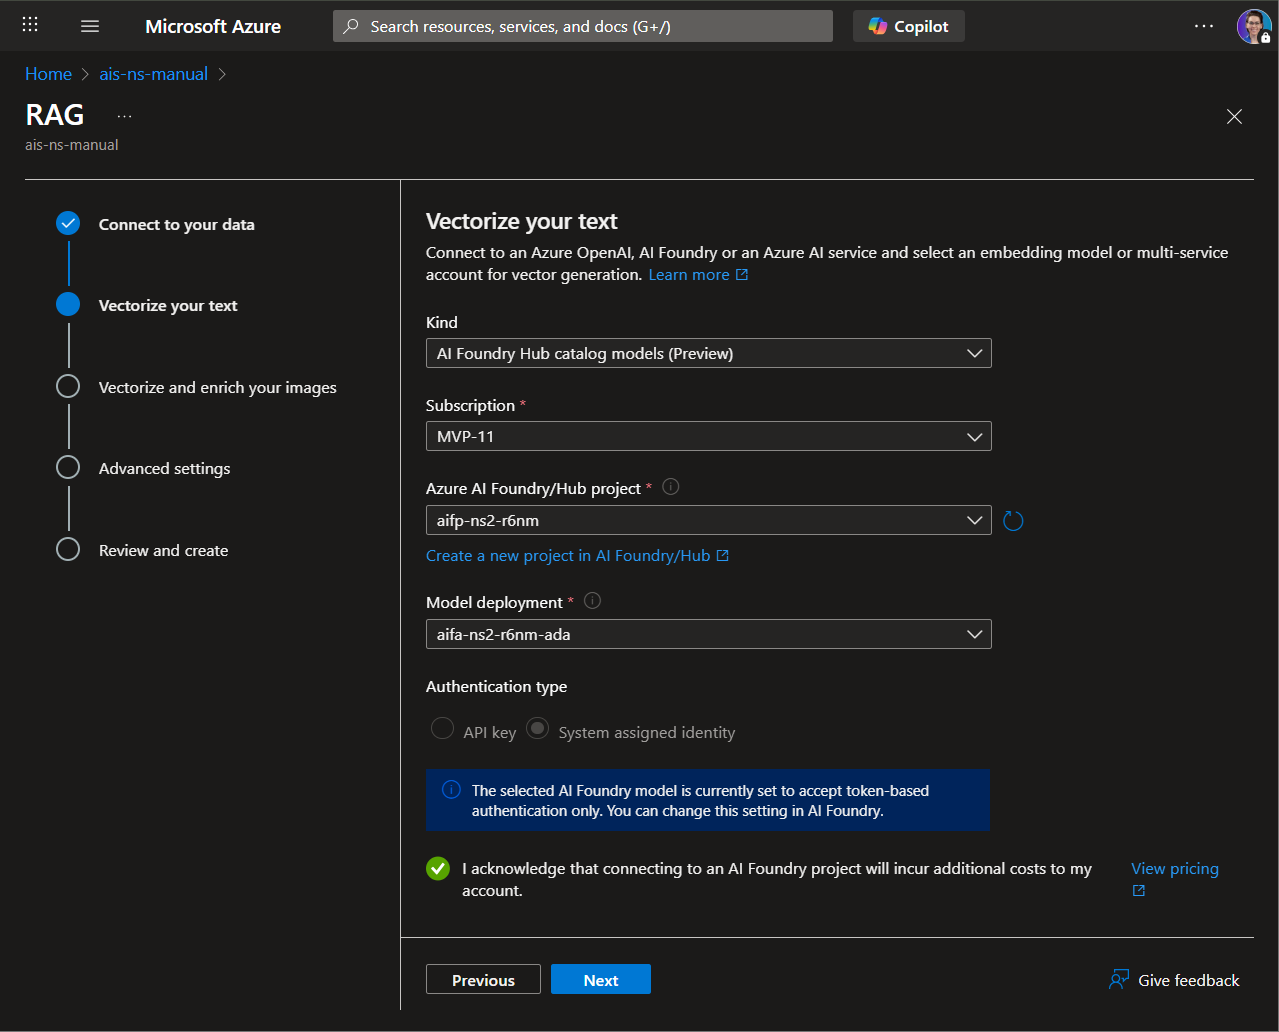 Microsoft Azure
Search resources, services, and docs (G+/)
Copilot
...
Home > ais-ns-manual >
RAG ...
ais-ns-manual
Connect to your data
Vectorize your text
Vectorize and enrich your images
Advanced settings
Review and create
Vectorize your text
Connect to an Azure OpenAI, AI Foundry or an Azure AI service and select an embedding model or multi-service
account for vector generation. Learn more
Kind
AI Foundry Hub catalog models (Preview)
Subscription *
MVP-11
Azure AI Foundry/Hub project *
aifp-ns2-r6nm
Create a new project in AI Foundry/Hub
Model deployment *
aifa-ns2-r6nm-ada
Authentication type
API key System assigned identity
The selected AI Foundry model is currently set to accept token-based
authentication only. You can change this setting in AI Foundry.
I acknowledge that connecting to an AI Foundry project will incur additional costs to my
account.
View pricing
Previous
Next
Give feedback